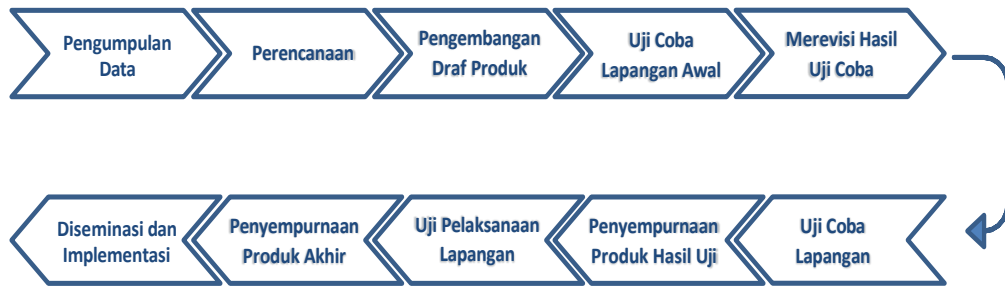 Pengumpulan
Data
Perencanaan
Pengembangan
Draf Produk
Uji Coba
Lapangan Awal
Merevisi Hasil
Uji Coba
Diseminasi dan
Implementasi
Penyempurnaan
Produk Akhir
Uji Pelaksanaan
Lapangan
Penyempurnaan
Produk Hasil Uji
Uji Coba
Lapangan